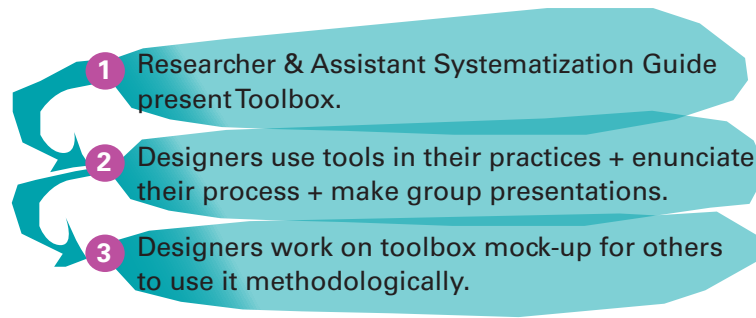 1 Researcher & Assistant Systematization Guide
present Toolbox.
2 Designers use tools in their practices + enunciate
their process + make group presentations.
3 Designers work on toolbox mock-up for others
to use it methodologically.